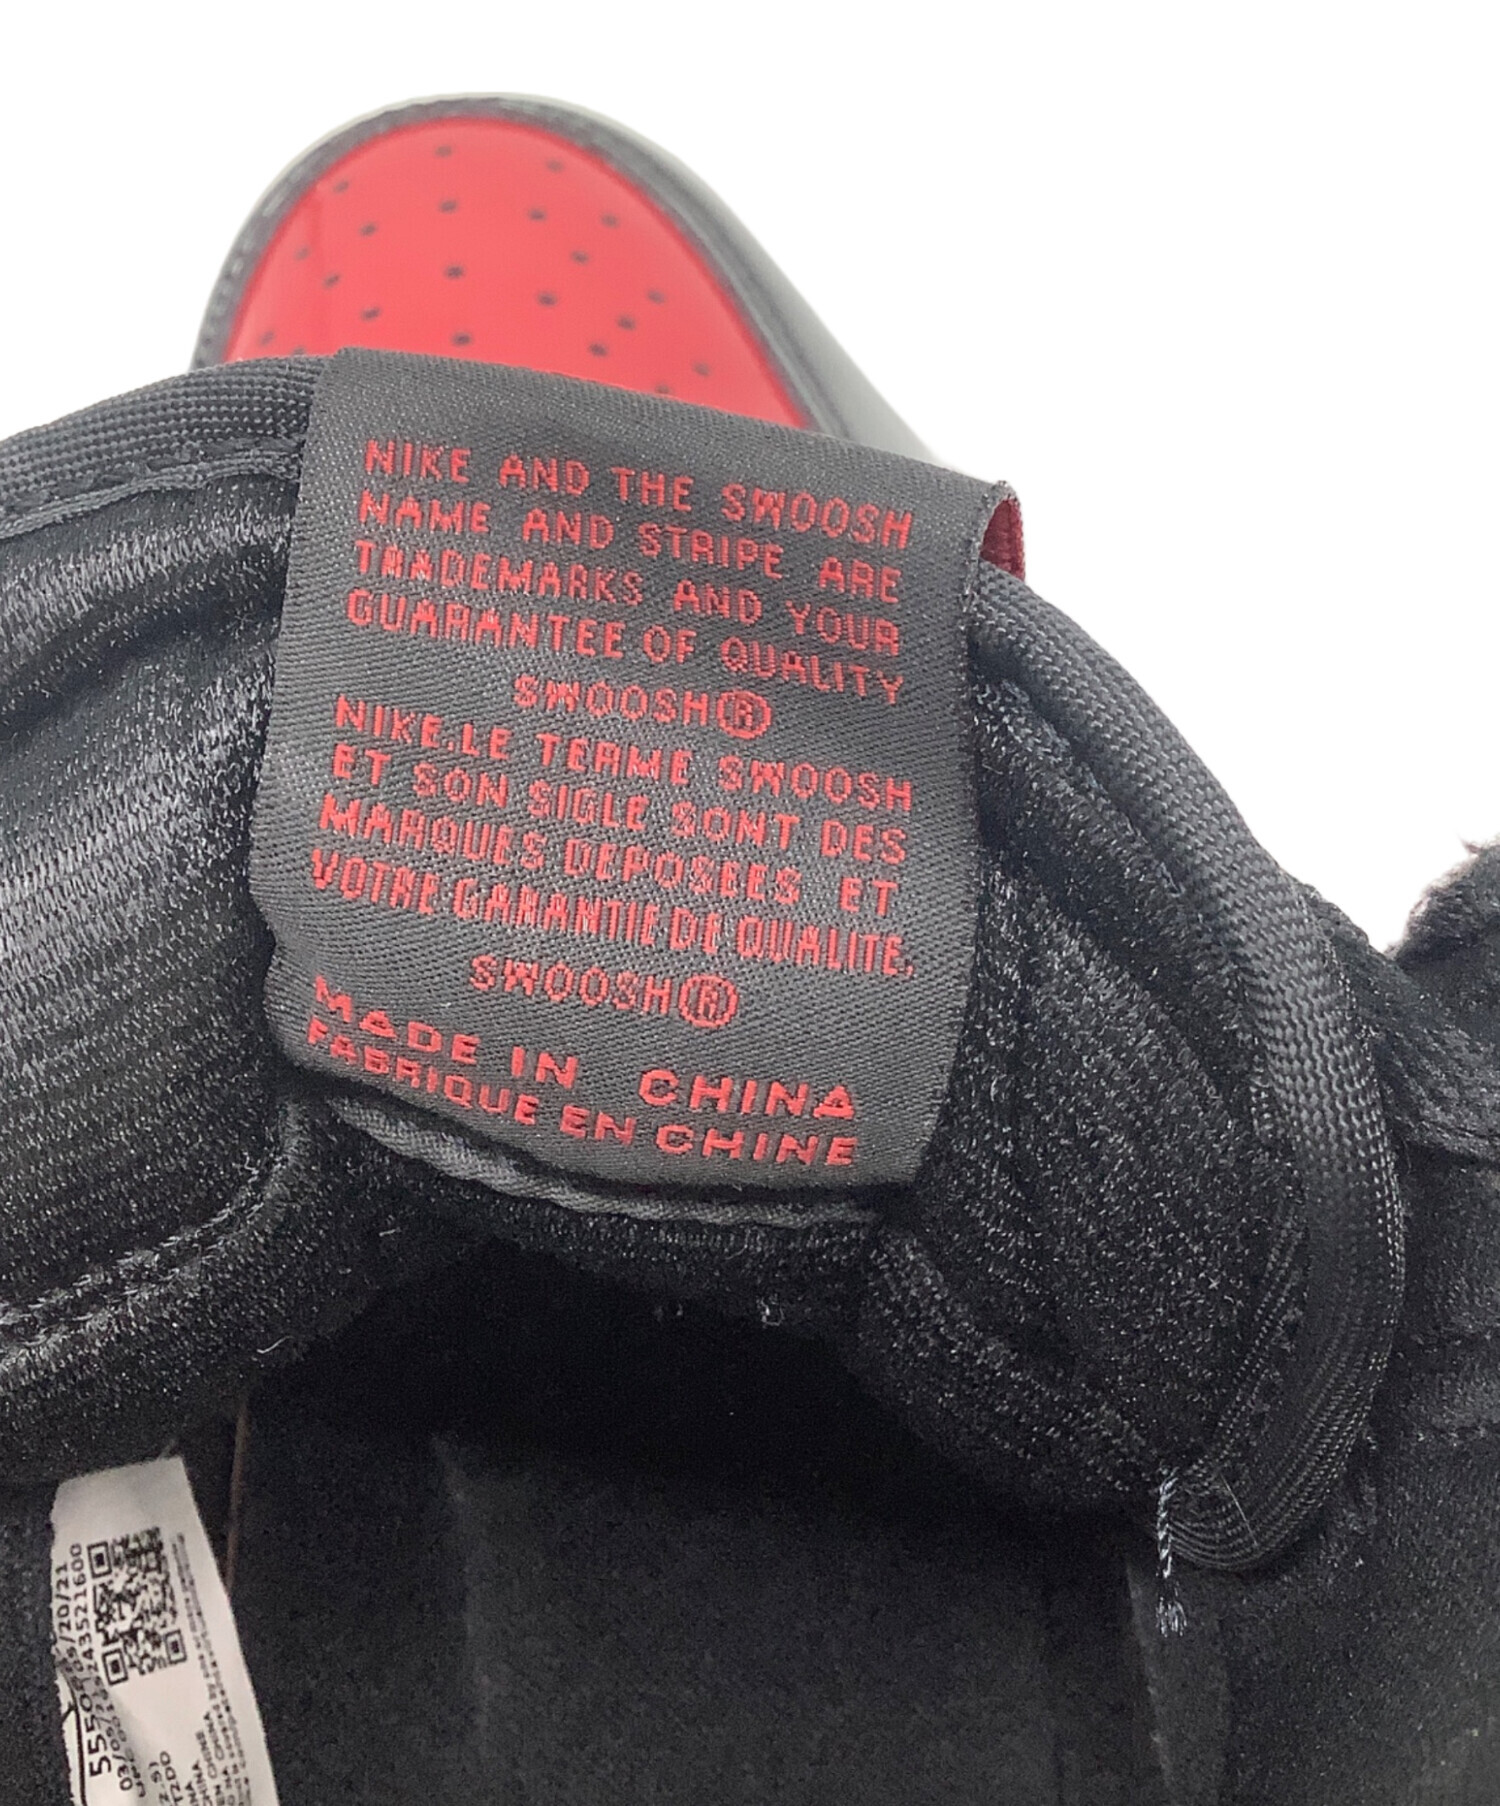 NIKE AND THE SWOOSH
NAME AND STRIPE ARE
TRADEMARKS AND YOUR
GUARANTEE OF QUALITY
SWOOSH®
NIKE,LE TERME SWOOSH
ET SON SIGLE SONT DES
MARQUES DEPOSEES ET
VOTRE GARANTIE DE QUALITE,
SWOOSH®
MADE IN CHINA
FABRIQUE EN CHINE